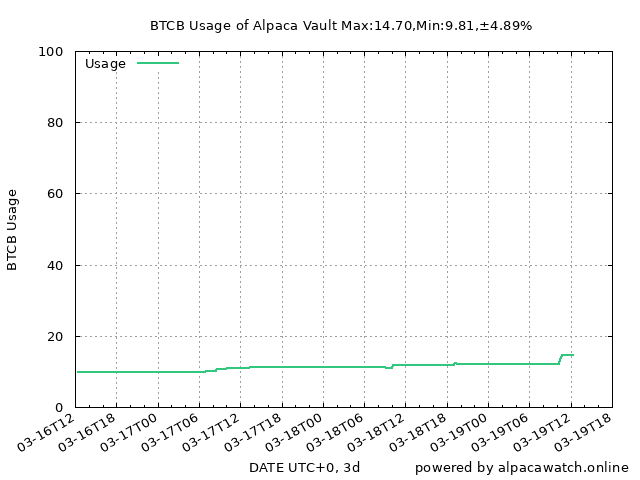 BTCB Usage of Alpaca Vault Max:14.70,Min:9.81,±4.89%
Usage
100
80
60
40
20
0
BTCB Usage
03-16T12
03-16T18
03-17T00
03-17T06
03-17T12
03-17T18
03-18T00
03-18T06
03-18T12
03-18T18
03-19T00
03-19T06
03-19T12
03-19T18
DATE UTC+0, 3d
powered by alpacawatch.online